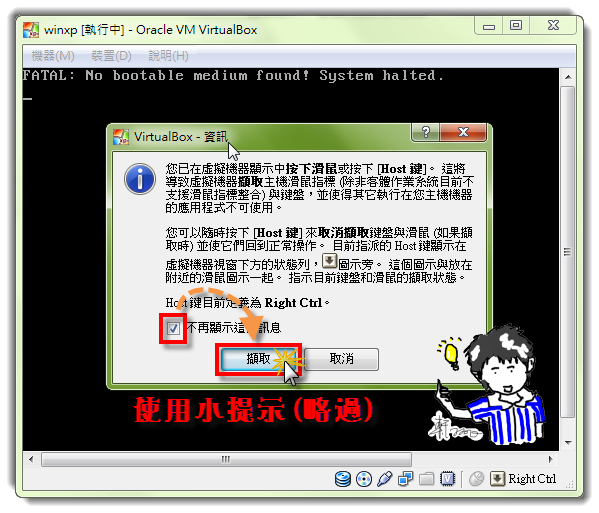 winxp [執行中] - Oracle VM VirtualBox
機器(M) 裝置(D) 說明(H)
FATAL: No bootable medium found! System halted.
VirtualBox - 資訊
您已在虛擬機器顯示中按下滑鼠或按下 [Host 鍵]。 這將
導致虛擬機器擷取主機滑鼠指標 (除非客體作業系統目前不
支援滑鼠指標整合) 與鍵盤，並使得其它執行在您主機機器
的應用程式不可使用。
您可以隨時按下 [Host 鍵] 來取消擷取鍵盤與滑鼠 (如果擷
取時) 並使它們回到正常操作。 目前指派的 Host 鍵顯示在
虛擬機器視窗下方的狀態列，圖示旁。 這個圖示與放在
附近的滑鼠圖示一起。 指示目前鍵盤和滑鼠的擷取狀態。
Host 鍵目前定義為 Right Ctrl。
不再顯示這訊息
擷取 取消
使用小提示(略過)
Right Ctrl